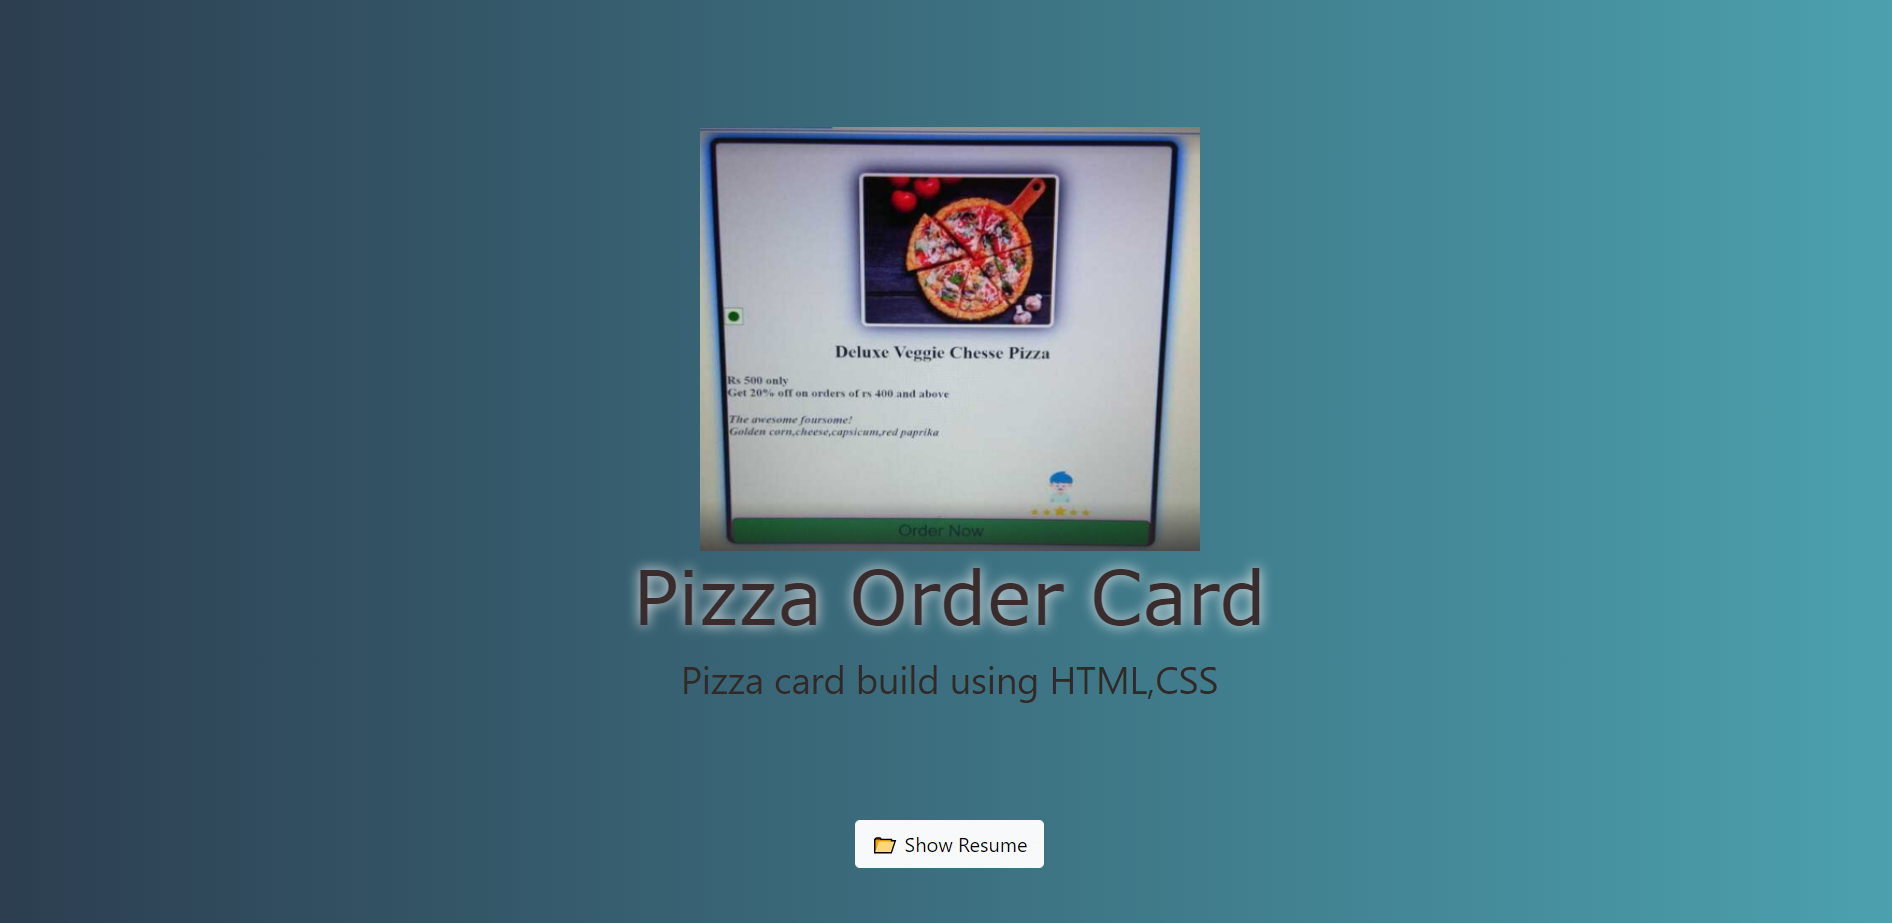 Deluxe Veggie Chesse Pizza
Rs 500 only
Get 20% off on orders of rs 400 and above
The awesome foursome!
Golden corn,cheese,capsicum,red paprika
Order Now
Pizza Order Card
Pizza card build using HTML,CSS
Show Resume